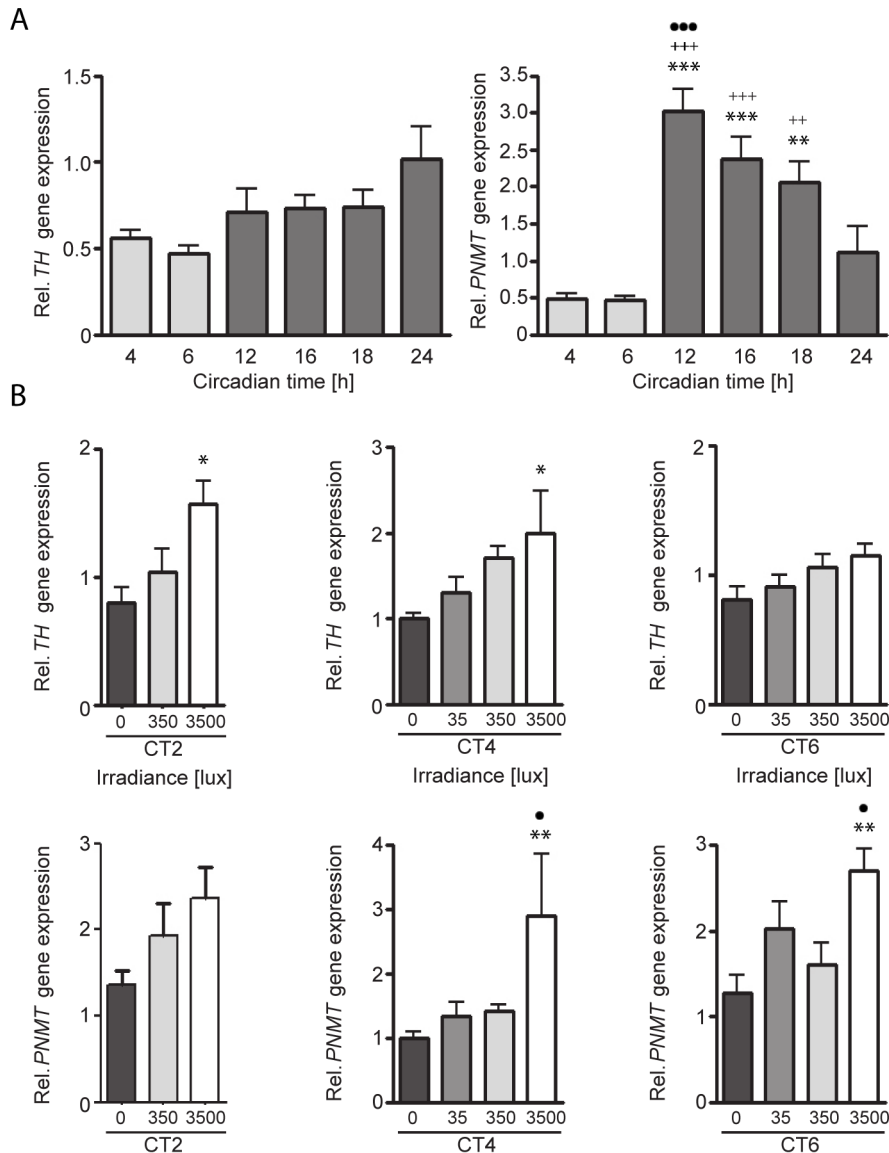 A
●●●
+++
***
+++
***
++
**
Rel. TH gene expression
1.5
1.0
0.5
0
4 6 12 16 18 24
Circadian time [h]
Rel. PNMT gene expression
3.5
3.0
2.5
2.0
1.5
1.0
0.5
0
4 6 12 16 18 24
Circadian time [h]
B
Rel. TH gene expression
2
1
0
*
0 350 3500
CT2
Irradiance [lux]
Rel. TH gene expression
4
3
2
1
0
*
0 35 350 3500
CT4
Irradiance [lux]
Rel. TH gene expression
2
1
0
0 35 350 3500
CT6
Irradiance [lux]
Rel. PNMT gene expression
3
2
1
0
0 350 3500
CT2
Rel. PNMT gene expression
4
3
2
1
0
●
**
0 35 350 3500
CT4
Rel. PNMT gene expression
3
2
1
0
●
**
0 35 350 3500
CT6